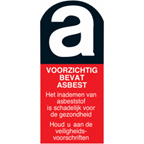 a
VOORZICHTIG
BEVAT
ASBEST
Het inademen van
asbeststof
is schadelijk voor
de gezondheid
Houd u aan de
veiligheids-
voorschriften